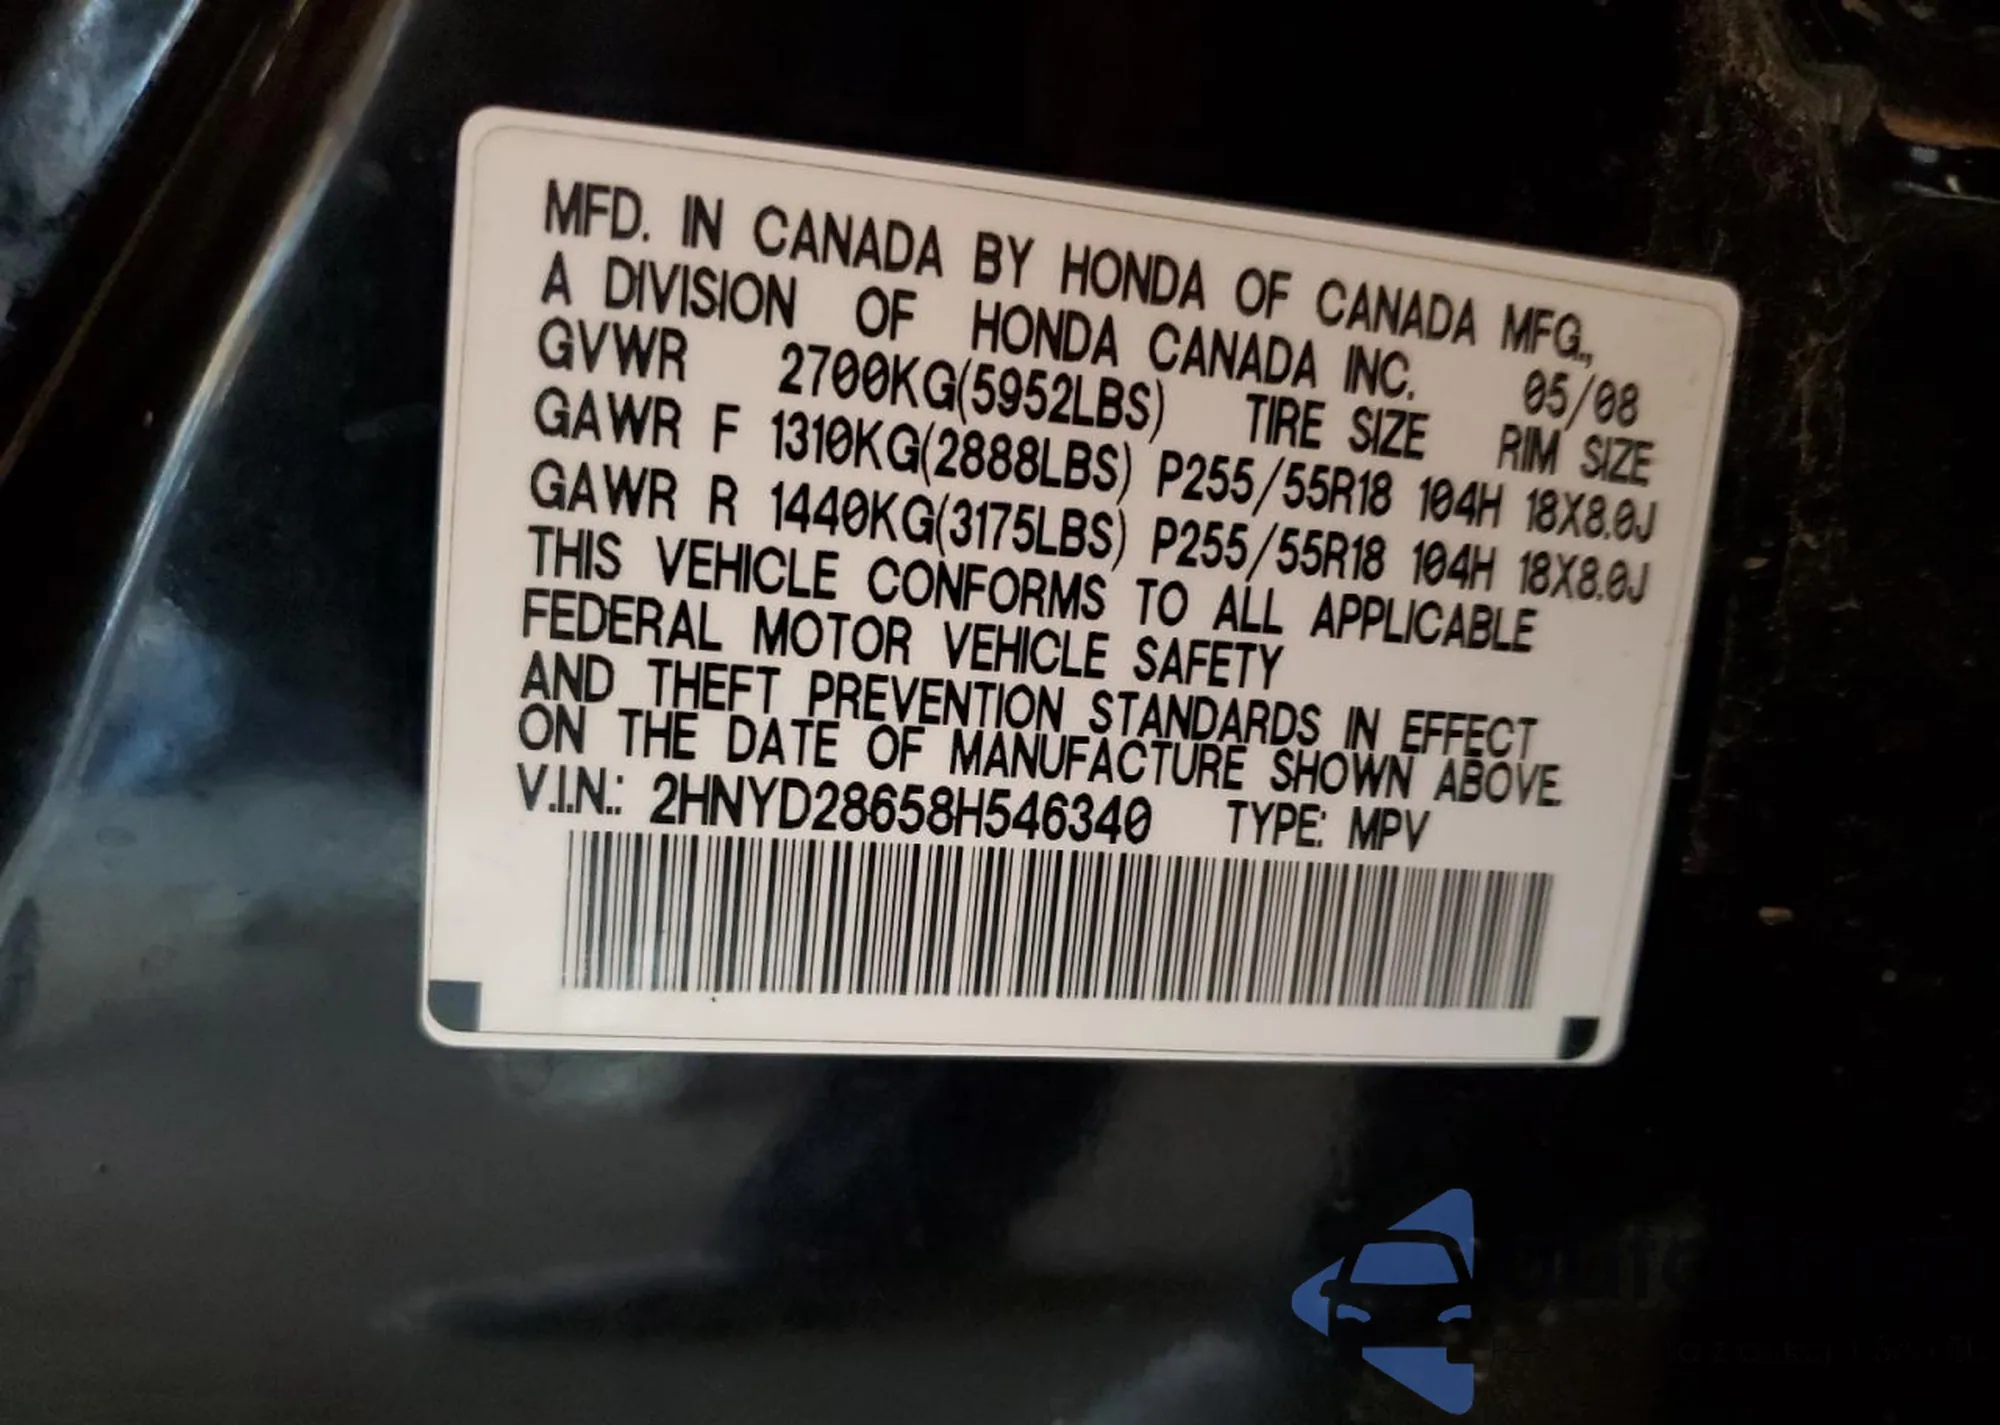 MFD. IN CANADA BY HONDA OF CANADA MFG.,
A DIVISION OF HONDA CANADA INC. 05/08
GVWR 2700KG(5952LBS) TIRE SIZE RIM SIZE
GAWR F 1310KG(2888LBS) P255/55R18 104H 18X8.0J
GAWR R 1440KG(3175LBS) P255/55R18 104H 18X8.0J
THIS VEHICLE CONFORMS TO ALL APPLICABLE
FEDERAL MOTOR VEHICLE SAFETY
AND THEFT PREVENTION STANDARDS IN EFFECT
ON THE DATE OF MANUFACTURE SHOWN ABOVE.
V.I.N.: 2HNYD28658H546340 TYPE: MPV